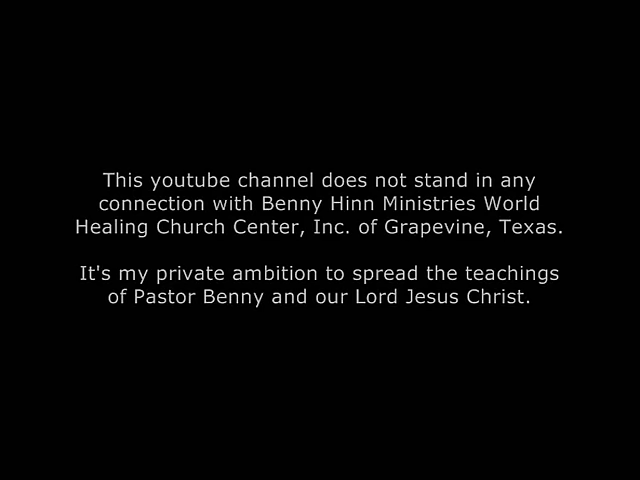 This youtube channel does not stand in any
connection with Benny Hinn Ministries World
Healing Church Center, Inc. of Grapevine, Texas.
It's my private ambition to spread the teachings
of Pastor Benny and our Lord Jesus Christ.